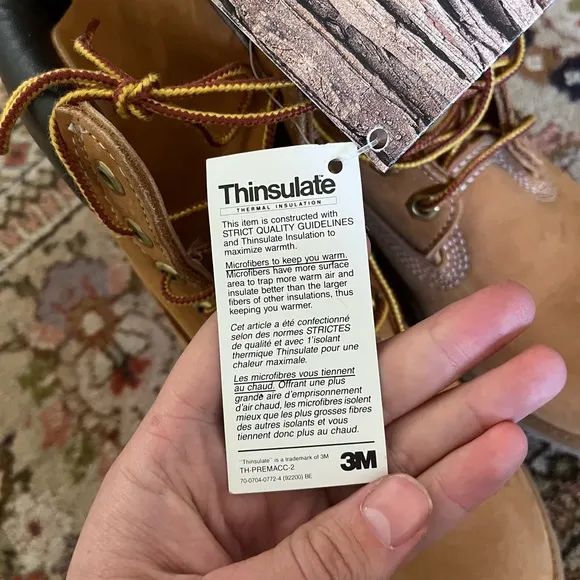 Thinsulate™
THERMAL INSULATION
This item is constructed with
STRICT QUALITY GUIDELINES
and Thinsulate Insulation to
maximize warmth.
Microfibers to keep you warm.
Microfibers have more surface
area to trap more warm air and
insulate better than the larger
fibers of other insulations, thus
keeping you warmer.
Cet article a été confectionné
selon des normes STRICTES
de qualité et avec 1'isolant
thermique Thinsulate pour une
chaleur maximale.
Les microfibres vous tiennent
au chaud. Offrant une plus
grande aire d'emprisonnement
d'air chaud, les microfibres isolent
mieux que les plus grosses fibres
des autres isolants et vous
tiennent donc plus au chaud.
"Thinsulate" is a trademark of 3M
TH-PREMACC-2
70-0704-0772-4 (92200) BE
3M